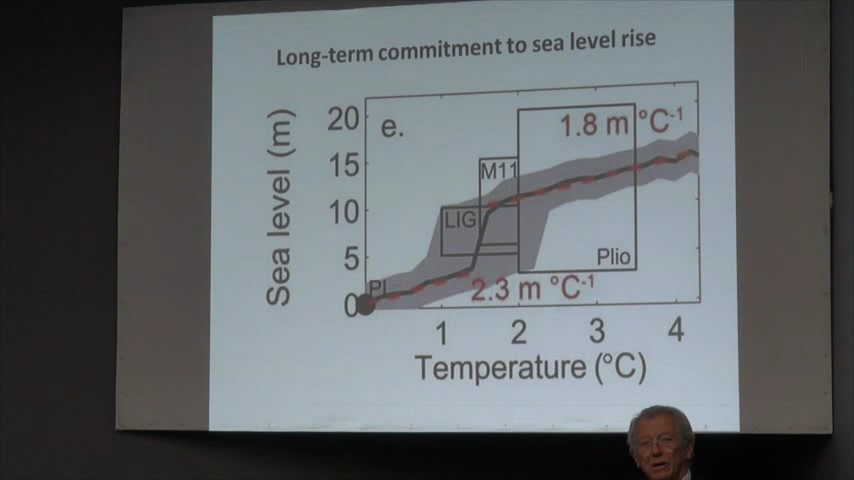 Long-term commitment to sea level rise
Sea level (m)
20
15
10
5
0
e.
1.8 m °C-1
M11
LIG
Plio
PI
2.3 m °C-1
1
2
3
4
Temperature (°C)